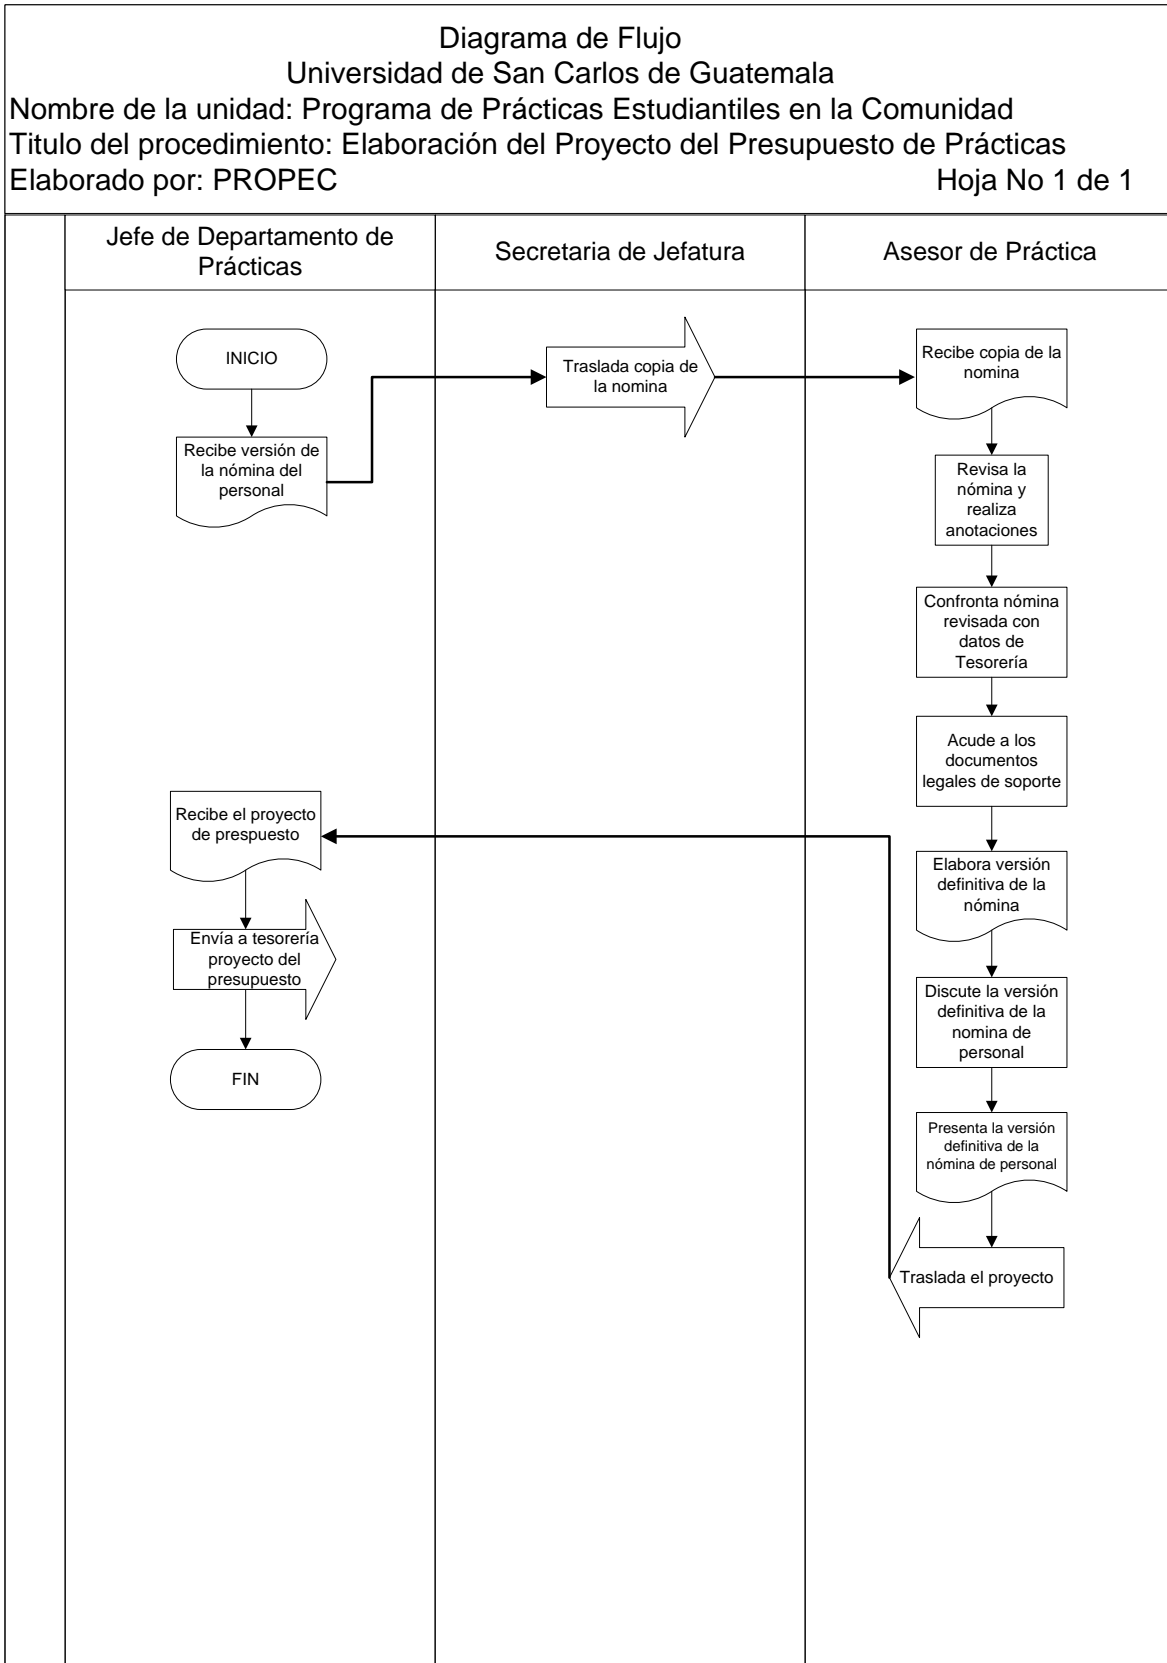 Diagrama de Flujo
Universidad de San Carlos de Guatemala
Nombre de la unidad: Programa de Prácticas Estudiantiles en la Comunidad
Titulo del procedimiento: Elaboración del Proyecto del Presupuesto de Prácticas
Elaborado por: PROPEC Hoja No 1 de 1
Jefe de Departamento de
Prácticas
Secretaria de Jefatura
Asesor de Práctica
INICIO
Recibe versión de
la nómina del
personal
Traslada copia de
la nomina
Recibe copia de la
nomina
Revisa la
nómina y
realiza
anotaciones
Confronta nómina
revisada con
datos de
Tesorería
Acude a los
documentos
legales de soporte
Elabora versión
definitiva de la
nómina
Discute la versión
definitiva de la
nomina de
personal
Presenta la versión
definitiva de la
nómina de personal
Traslada el proyecto
Recibe el proyecto
de prespuesto
Envía a tesorería
proyecto del
presupuesto
FIN